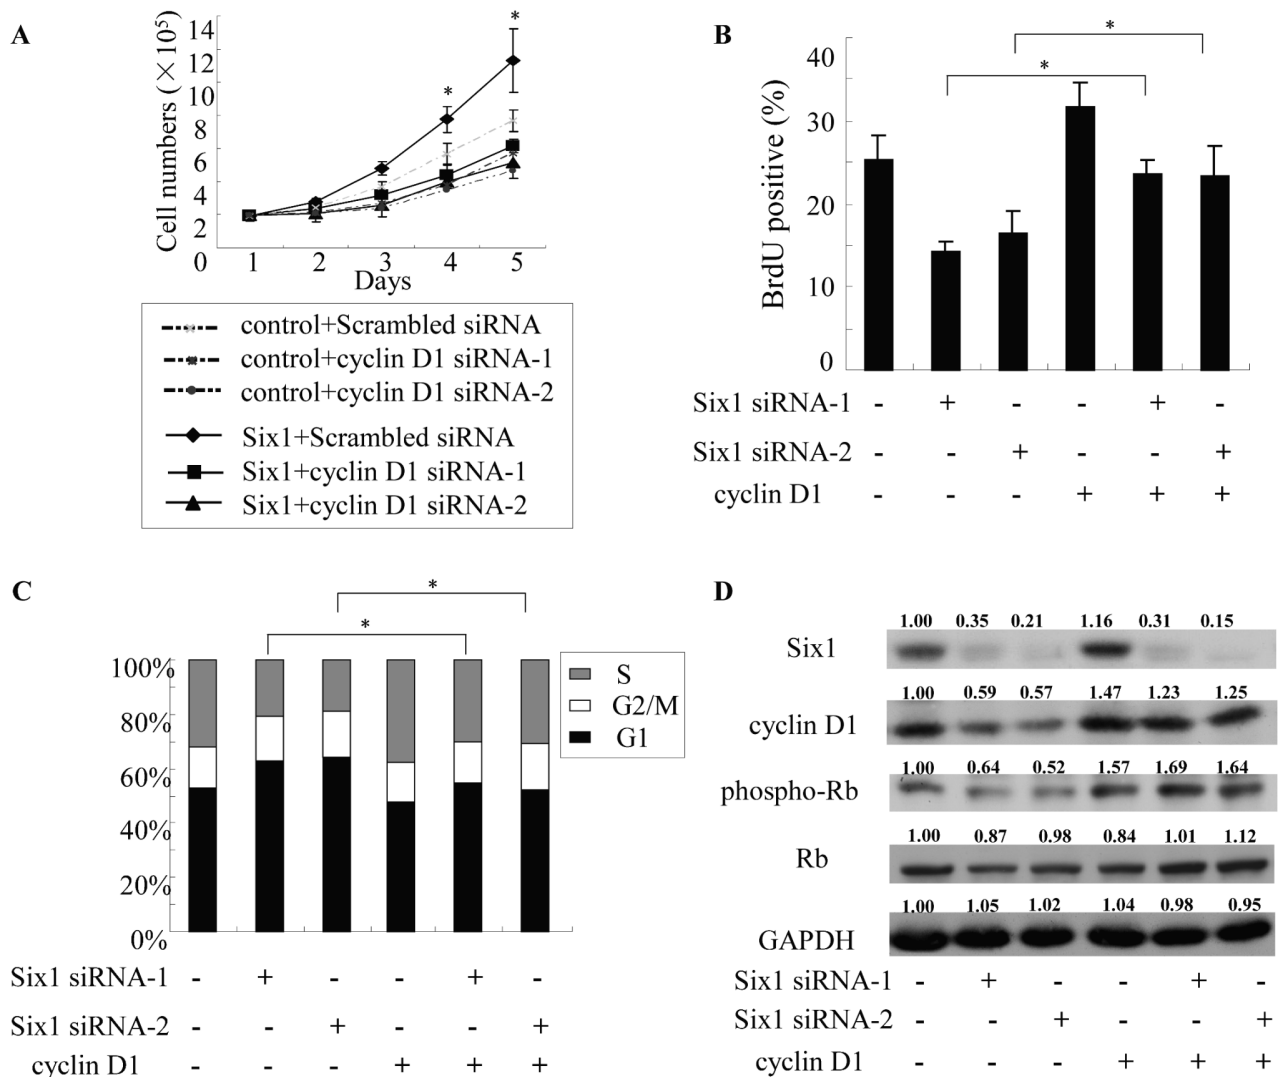 A
Cell numbers (×10⁵)
14
12
10
8
6
4
2
0
*
*
1 2 3 4 5
Days
control+Scrambled siRNA
control+cyclin D1 siRNA-1
control+cyclin D1 siRNA-2
Six1+Scrambled siRNA
Six1+cyclin D1 siRNA-1
Six1+cyclin D1 siRNA-2
B
BrdU positive (%)
40
30
20
10
0
*
*
Six1 siRNA-1 - + - - + -
Six1 siRNA-2 - - + - - +
cyclin D1 - - - + + +
C
*
*
100%
80%
60%
40%
20%
0%
S
G2/M
G1
Six1 siRNA-1 - + - - + -
Six1 siRNA-2 - - + - - +
cyclin D1 - - - + + +
D
1.00 0.35 0.21 1.16 0.31 0.15
Six1
1.00 0.59 0.57 1.47 1.23 1.25
cyclin D1
1.00 0.64 0.52 1.57 1.69 1.64
phospho-Rb
1.00 0.87 0.98 0.84 1.01 1.12
Rb
1.00 1.05 1.02 1.04 0.98 0.95
GAPDH
Six1 siRNA-1 - + - - + -
Six1 siRNA-2 - - + - - +
cyclin D1 - - - + + +